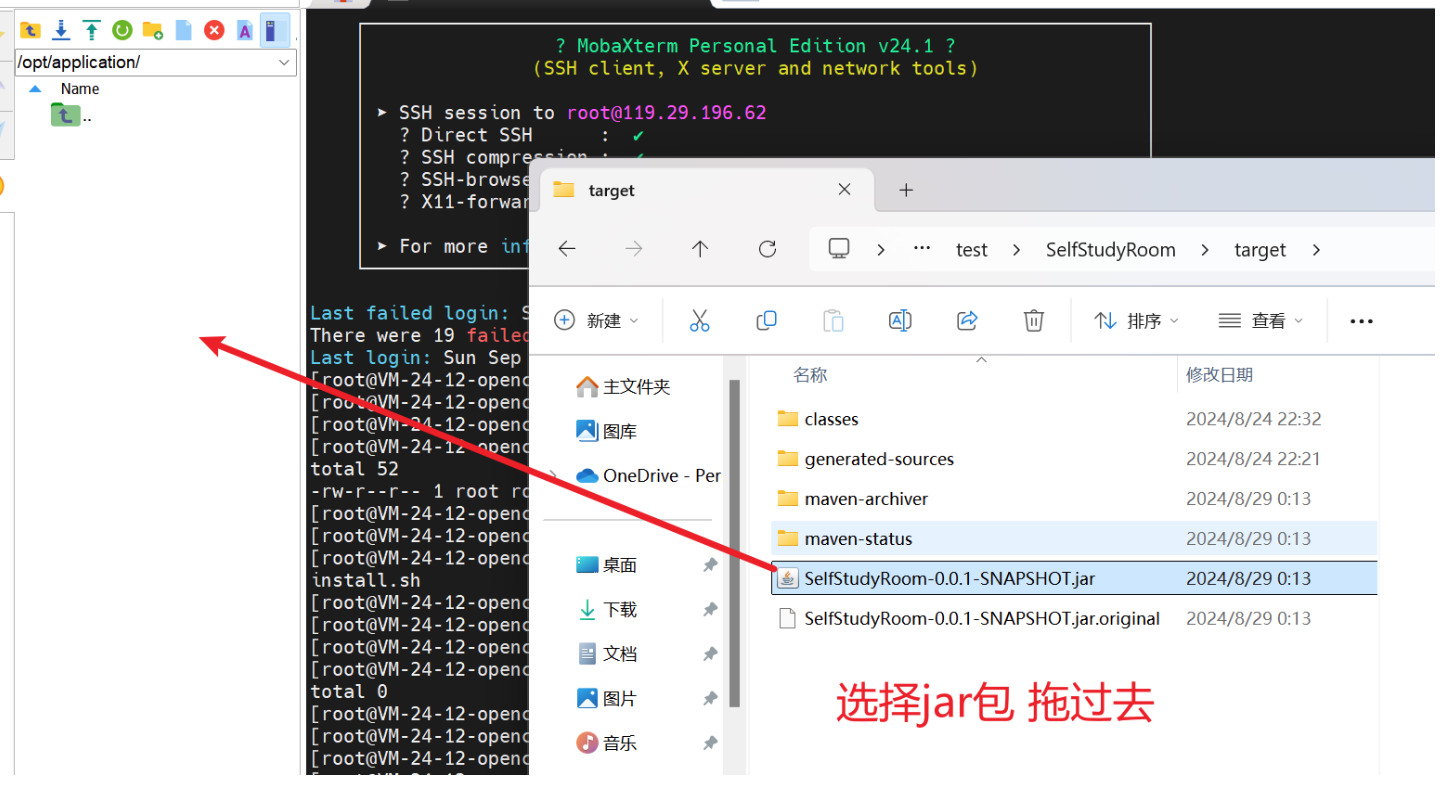 /opt/application/
Name
..
? MobaXterm Personal Edition v24.1 ?
(SSH client, X server and network tools)
➤ SSH session to root@119.29.196.62
? Direct SSH : ✔
? SSH compression : ✔
? SSH-browse
? X11-forwar
➤ For more inf
Last failed login: S
There were 19 failed
Last login: Sun Sep
[root@VM-24-12-openc
[root@VM-24-12-openc
[root@VM-24-12-openc
[root@VM-24-12-openc
total 52
-rw-r--r-- 1 root ro
[root@VM-24-12-openc
[root@VM-24-12-openc
[root@VM-24-12-openc
install.sh
[root@VM-24-12-openc
[root@VM-24-12-openc
[root@VM-24-12-openc
[root@VM-24-12-openc
total 0
[root@VM-24-12-openc
[root@VM-24-12-openc
[root@VM-24-12-openc
target
test > SelfStudyRoom > target >
新建 排序 查看
主文件夹
图库
OneDrive - Per
桌面
下载
文档
图片
音乐
名称 修改日期
classes 2024/8/24 22:32
generated-sources 2024/8/24 22:21
maven-archiver 2024/8/29 0:13
maven-status 2024/8/29 0:13
SelfStudyRoom-0.0.1-SNAPSHOT.jar 2024/8/29 0:13
SelfStudyRoom-0.0.1-SNAPSHOT.jar.original 2024/8/29 0:13
选择jar包 拖过去